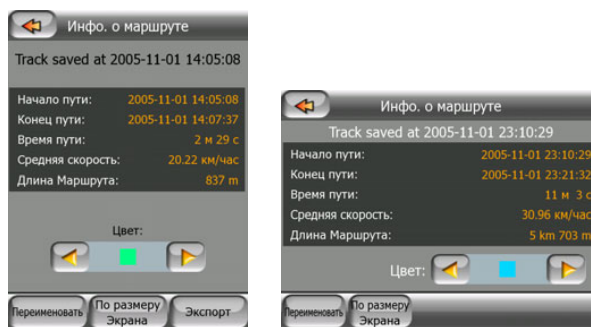 Инфо. о маршруте
Track saved at 2005-11-01 14:05:08
Начало пути: 2005-11-01 14:05:08
Конец пути: 2005-11-01 14:07:37
Время пути: 2 м 29 с
Средняя скорость: 20.22 км/час
Длина Маршрута: 837 m
Цвет:
Переименовать По размеру Экрана Экспорт
Инфо. о маршруте
Track saved at 2005-11-01 23:10:29
Начало пути: 2005-11-01 23:10:29
Конец пути: 2005-11-01 23:21:32
Время пути: 11 м 3 с
Средняя скорость: 30.96 км/час
Длина Маршрута: 5 km 703 m
Цвет:
Переименовать По размеру Экрана